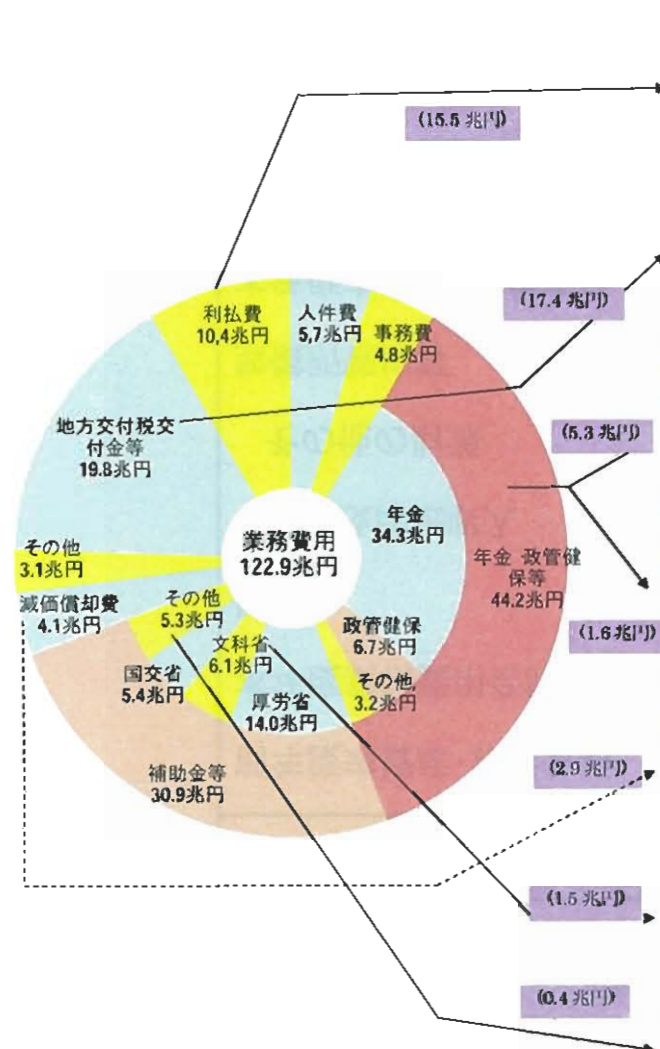 (15.5 兆円)
(17.4 兆円)
利払費
10,4兆円
人件費
5,7兆円
事務費
4.8兆円
地方交付税交
付金等
19.8兆円
(5.3 兆円)
年金
34.3兆円
業務費用
122.9兆円
その他
3.1兆円
年金 政管健
保等
44.2兆円
減価償却費
4.1兆円
その他
5.3兆円
文科省
6.1兆円
政管健保
6.7兆円
(1.6兆円)
国交省
5.4兆円
厚労省
14.0兆円
その他
3.2兆円
補助金等
30.9兆円
(2.9 兆円)
(1.5 兆円)
(0.4 兆円)